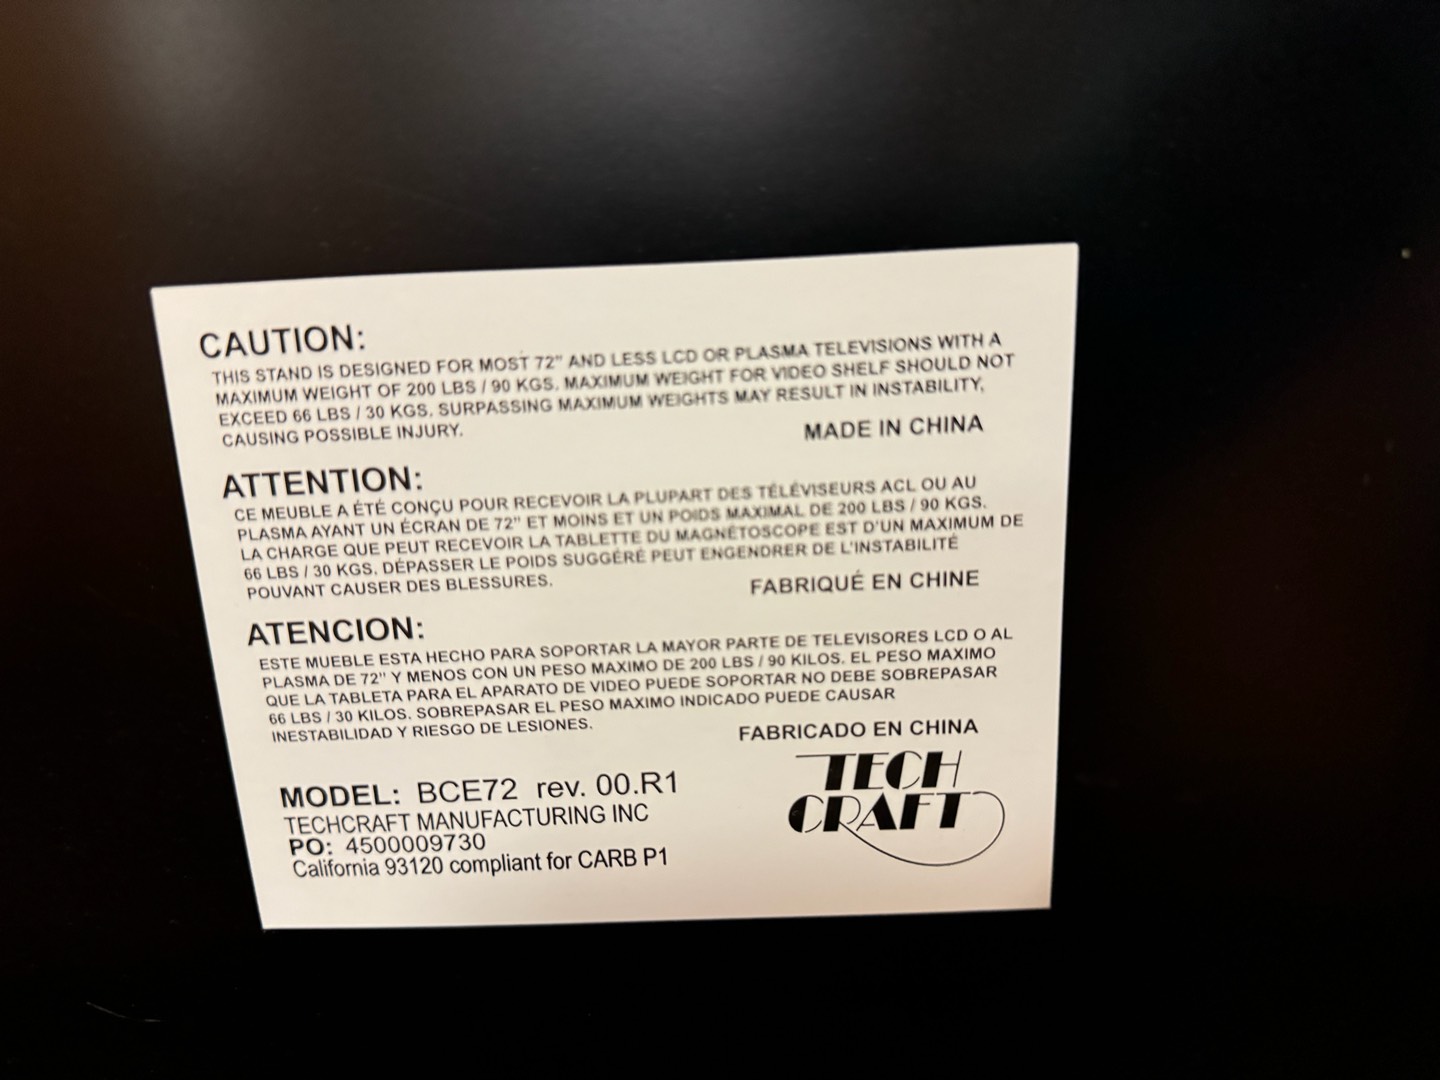 CAUTION:
THIS STAND IS DESIGNED FOR MOST 72" AND LESS LCD OR PLASMA TELEVISIONS WITH A
MAXIMUM WEIGHT OF 200 LBS / 90 KGS. MAXIMUM WEIGHT FOR VIDEO SHELF SHOULD NOT
EXCEED 66 LBS / 30 KGS. SURPASSING MAXIMUM WEIGHTS MAY RESULT IN INSTABILITY,
CAUSING POSSIBLE INJURY.
MADE IN CHINA
ATTENTION:
CE MEUBLE A ÉTÉ CONÇU POUR RECEVOIR LA PLUPART DES TÉLÉVISEURS ACL OU AU
PLASMA AYANT UN ÉCRAN DE 72" ET MOINS ET UN POIDS MAXIMAL DE 200 LBS / 90 KGS.
LA CHARGE QUE PEUT RECEVOIR LA TABLETTE DU MAGNÉTOSCOPE EST D'UN MAXIMUM DE
66 LBS / 30 KGS. DÉPASSER LE POIDS SUGGÉRÉ PEUT ENGENDRER DE L'INSTABILITÉ
POUVANT CAUSER DES BLESSURES.
FABRIQUÉ EN CHINE
ATENCION:
ESTE MUEBLE ESTA HECHO PARA SOPORTAR LA MAYOR PARTE DE TELEVISORES LCD O AL
PLASMA DE 72" Y MENOS CON UN PESO MAXIMO DE 200 LBS / 90 KILOS. EL PESO MAXIMO
QUE LA TABLETA PARA EL APARATO DE VIDEO PUEDE SOPORTAR NO DEBE SOBREPASAR
66 LBS / 30 KILOS. SOBREPASAR EL PESO MAXIMO INDICADO PUEDE CAUSAR
INESTABILIDAD Y RIESGO DE LESIONES.
FABRICADO EN CHINA
MODEL: BCE72 rev. 00.R1
TECHCRAFT MANUFACTURING INC
PO: 4500009730
California 93120 compliant for CARB P1
TECH
CRAFT